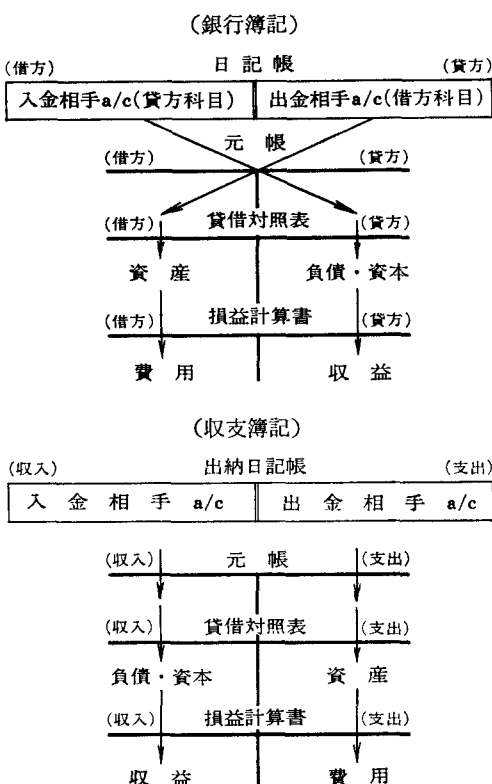 (銀行簿記)
(借方) 日記帳 (貸方)
入金相手a/c(貸方科目) 出金相手a/c(借方科目)
元帳
(借方) (貸方)
(借方) 貸借対照表 (貸方)
資産 負債・資本
(借方) 損益計算書 (貸方)
費用 収益
(収支簿記)
(収入) 出納日記帳 (支出)
入金相手 a/c 出金相手 a/c
(収入) 元帳 (支出)
(収入) 貸借対照表 (支出)
負債・資本 資産
(収入) 損益計算書 (支出)
収益 費用